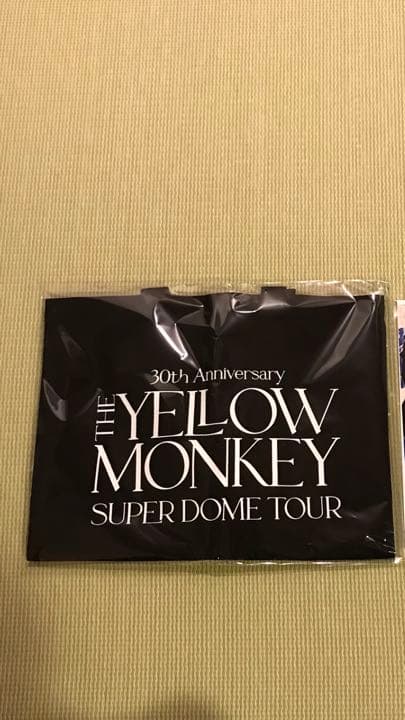 30th Anniversary
THE YELLOW
MONKEY
SUPER DOME TOUR